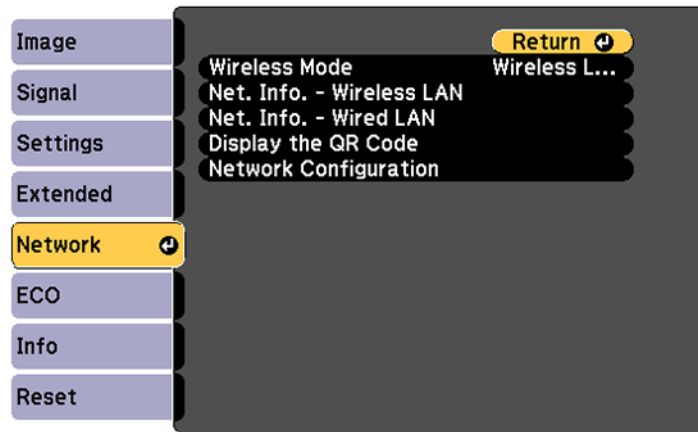 Image
Signal
Settings
Extended
Network
ECO
Info
Reset
Return
Wireless Mode Wireless L...
Net. Info. - Wireless LAN
Net. Info. - Wired LAN
Display the QR Code
Network Configuration